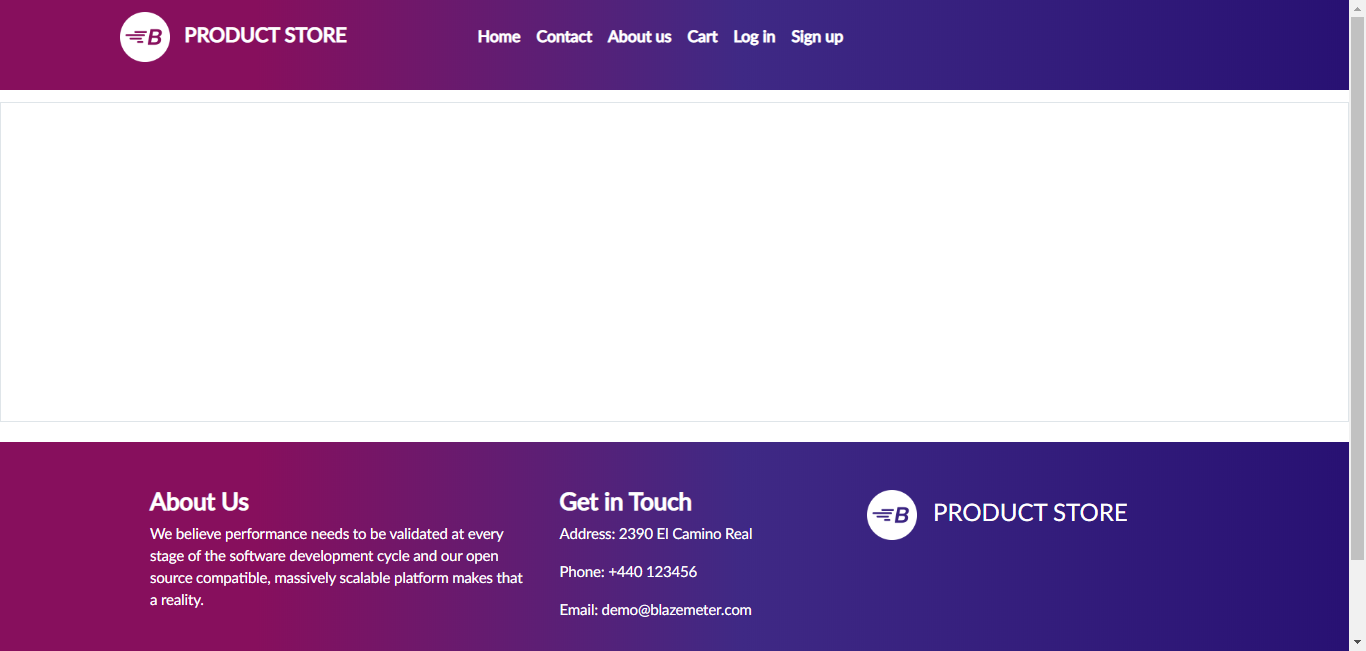 B PRODUCT STORE
Home Contact About us Cart Log in Sign up
About Us
We believe performance needs to be validated at every
stage of the software development cycle and our open
source compatible, massively scalable platform makes that
a reality.
Get in Touch
Address: 2390 El Camino Real
Phone: +440 123456
Email: demo@blazemeter.com
B PRODUCT STORE